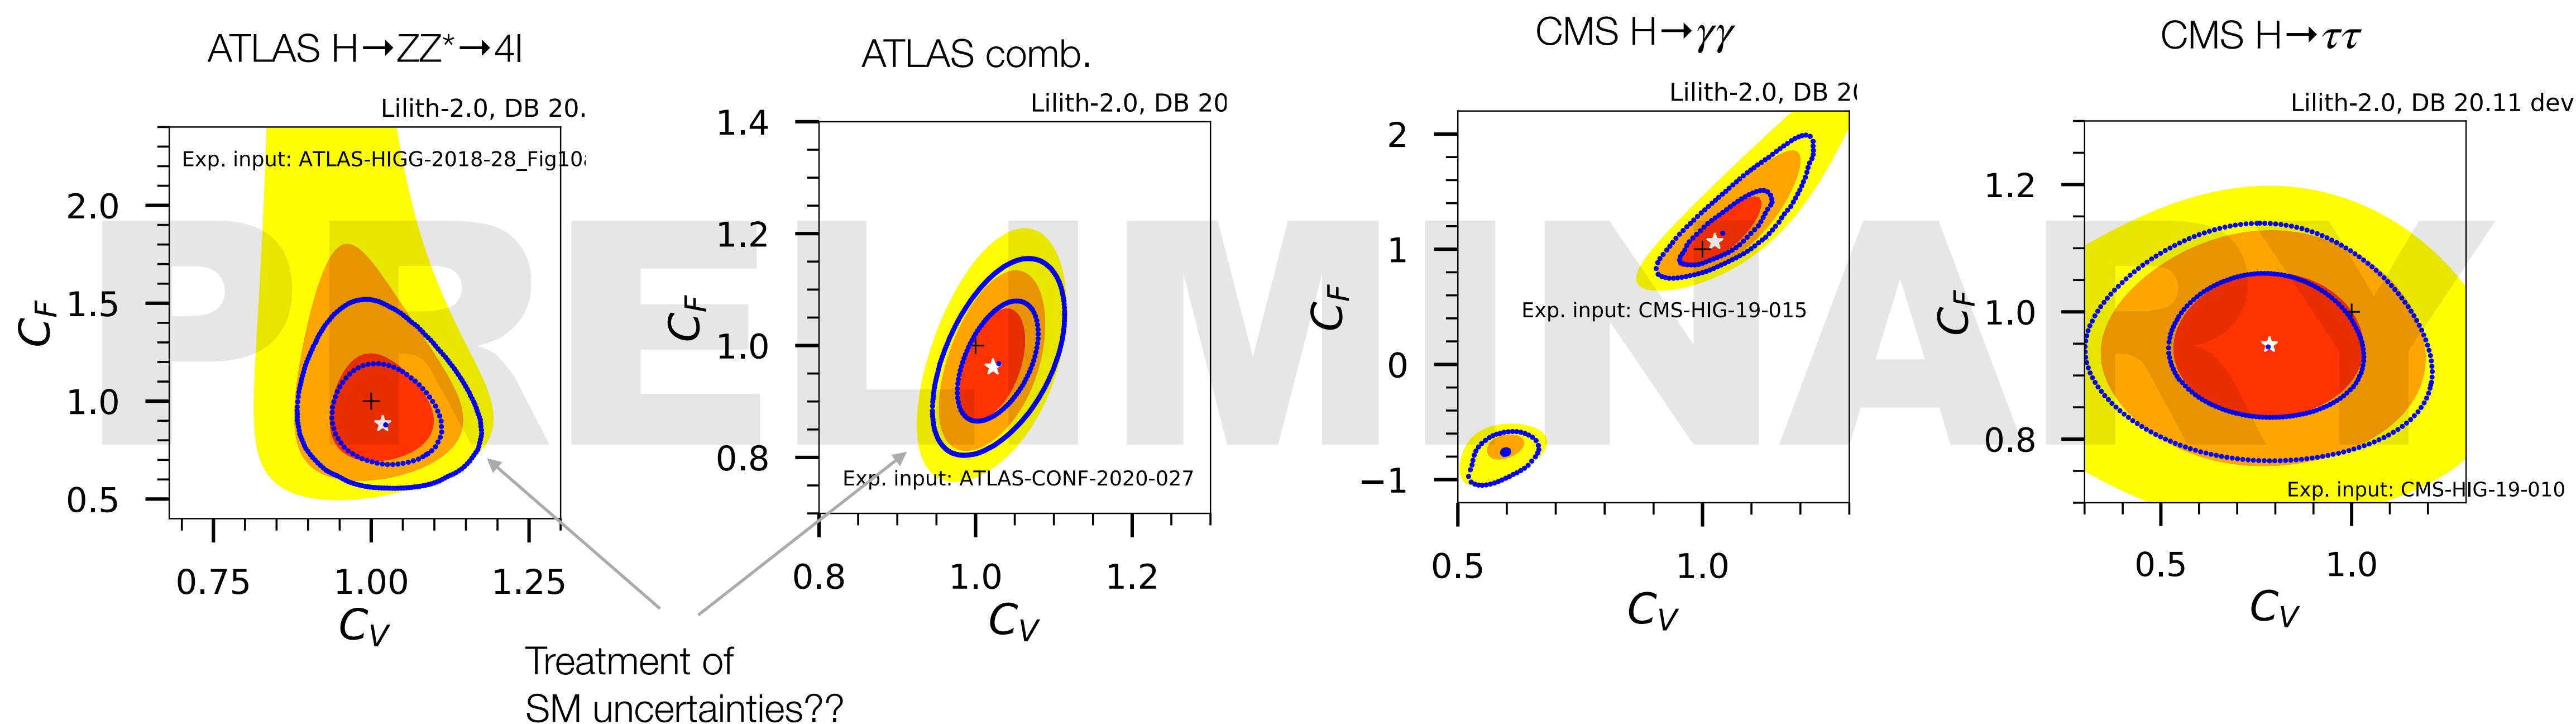 ATLAS H→ZZ*→4l
Lilith-2.0, DB 20.
Exp. input: ATLAS-HIGG-2018-28_Fig10
2.0
1.5
1.0
0.5
C_F
0.75 1.00 1.25
C_V
ATLAS comb.
Lilith-2.0, DB 20
1.4
1.2
1.0
0.8
C_F
Exp. input: ATLAS-CONF-2020-027
0.8 1.0 1.2
C_V
Treatment of
SM uncertainties??
CMS H→γγ
Lilith-2.0, DB 20
2
1
0
−1
C_F
Exp. input: CMS-HIG-19-015
0.5 1.0
C_V
CMS H→ττ
Lilith-2.0, DB 20.11 dev
1.2
1.0
0.8
C_F
Exp. input: CMS-HIG-19-010
0.5 1.0
C_V
PRELIMINARY